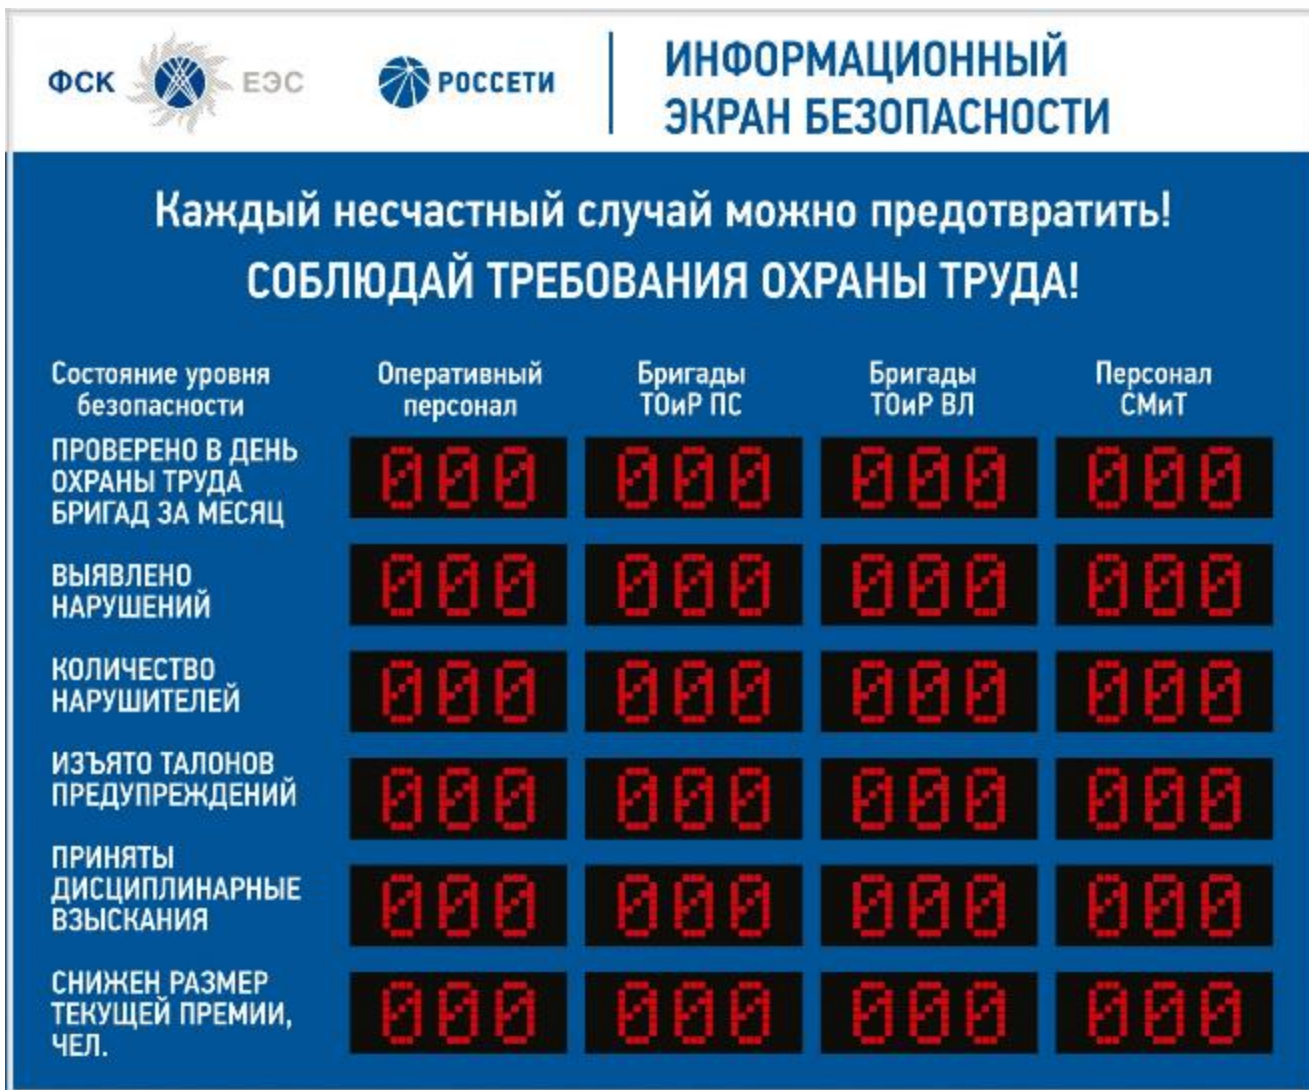 ФСК ЕЭС
РОССЕТИ
ИНФОРМАЦИОННЫЙ
ЭКРАН БЕЗОПАСНОСТИ
Каждый несчастный случай можно предотвратить!
СОБЛЮДАЙ ТРЕБОВАНИЯ ОХРАНЫ ТРУДА!
Состояние уровня
безопасности
Оперативный
персонал
Бригады
ТОиР ПС
Бригады
ТОиР ВЛ
Персонал
СМиТ
ПРОВЕРЕНО В ДЕНЬ
ОХРАНЫ ТРУДА
БРИГАД ЗА МЕСЯЦ
000 000 000 000
ВЫЯВЛЕНО
НАРУШЕНИЙ
000 000 000 000
КОЛИЧЕСТВО
НАРУШИТЕЛЕЙ
000 000 000 000
ИЗЪЯТО ТАЛОНОВ
ПРЕДУПРЕЖДЕНИЙ
000 000 000 000
ПРИНЯТЫ
ДИСЦИПЛИНАРНЫЕ
ВЗЫСКАНИЯ
000 000 000 000
СНИЖЕН РАЗМЕР
ТЕКУЩЕЙ ПРЕМИИ,
ЧЕЛ.
000 000 000 000